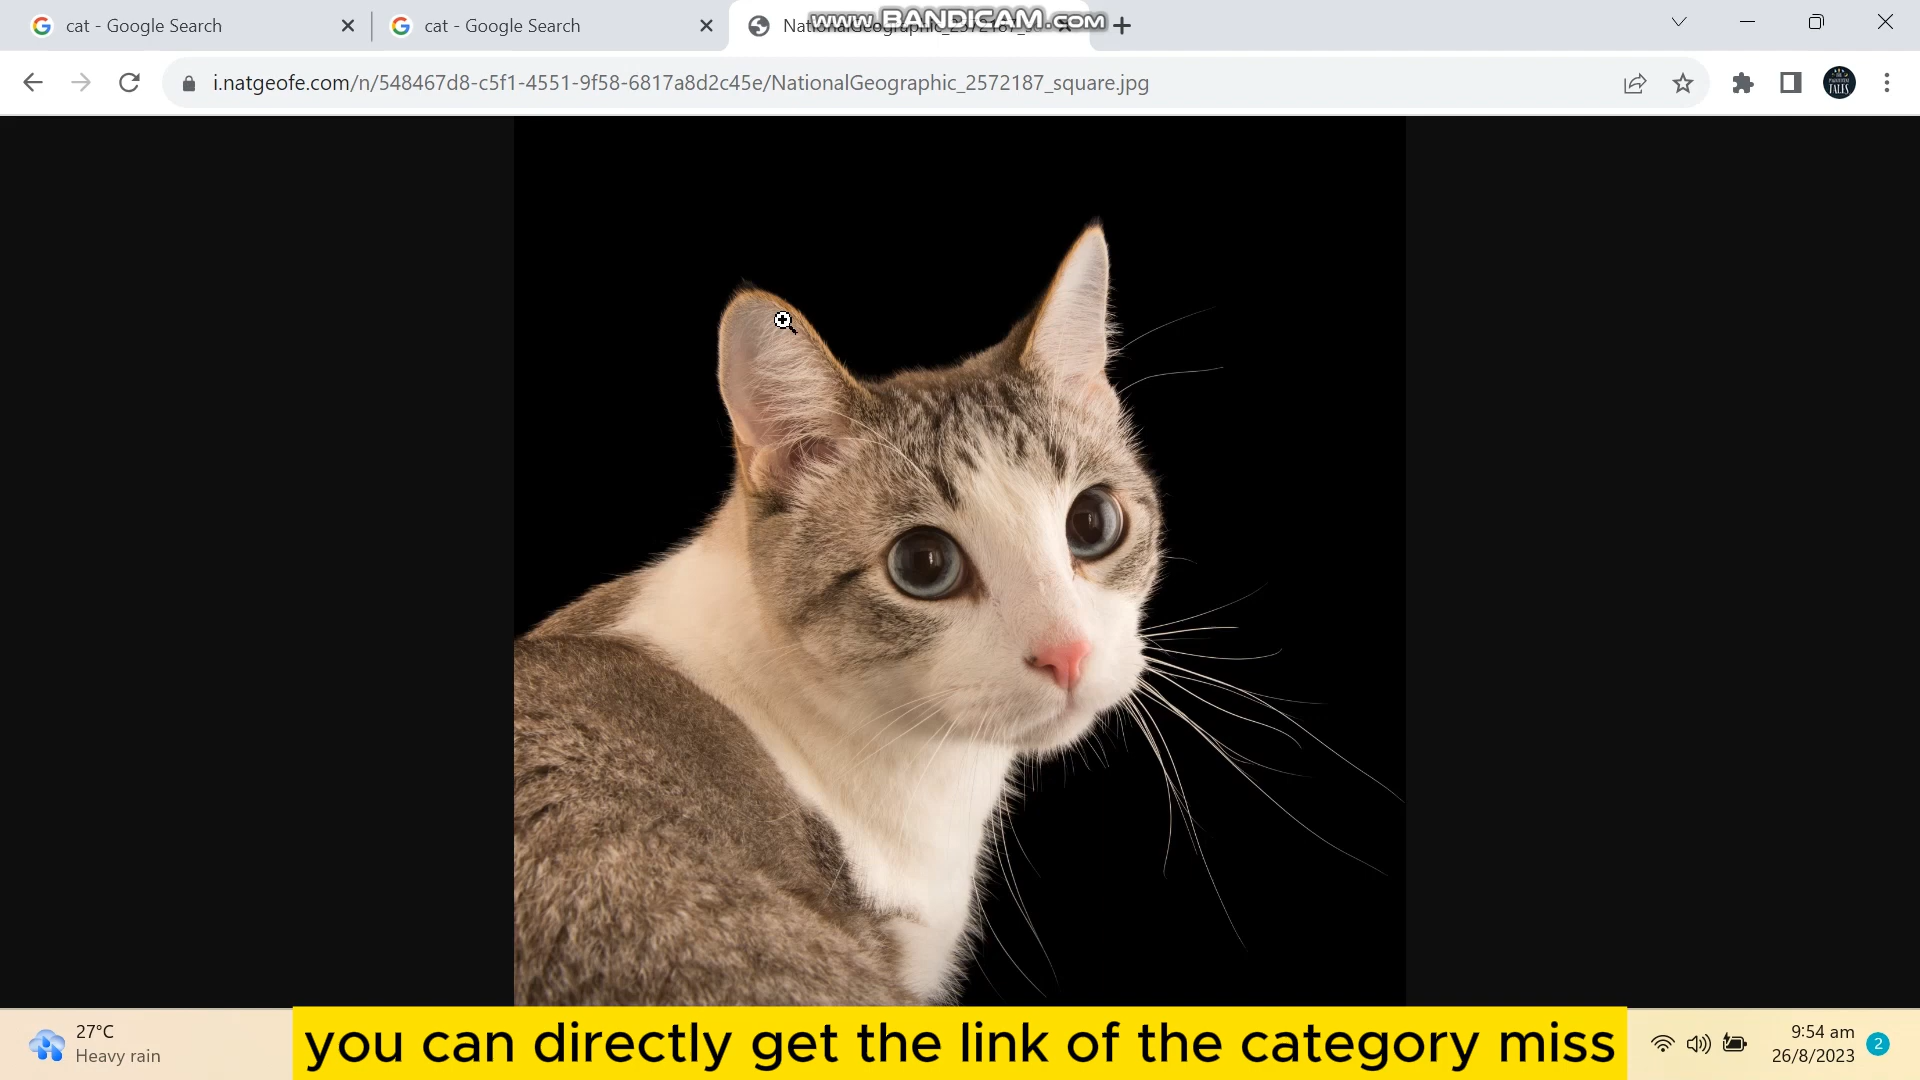 cat - Google Search
cat - Google Search
www.BANDICAM.com
i.natgeofe.com/n/548467d8-c5f1-4551-9f58-6817a8d2c45e/NationalGeographic_2572187_square.jpg
TALES
27°C
Heavy rain
you can directly get the link of the category miss
9:54 am
26/8/2023
2